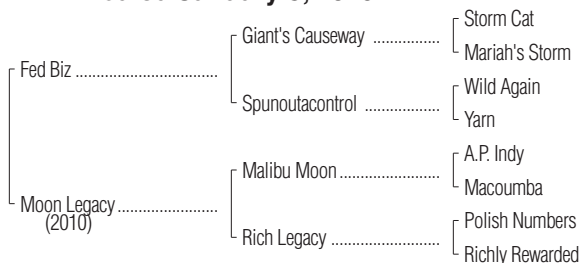 Giant's Causeway ................... Storm Cat
Mariah's Storm
Fed Biz .................................
Spunoutacontrol .................. Wild Again
Yarn
Malibu Moon ....................... A.P. Indy
Macoumba
Moon Legacy .......................
(2010)
Rich Legacy ......................... Polish Numbers
Richly Rewarded